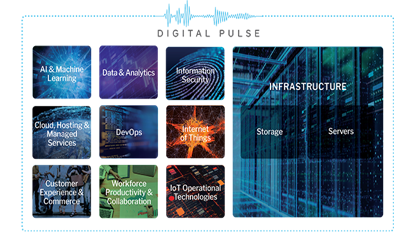 DIGITAL PULSE
AI & Machine
Learning
Data & Analytics
Information
Security
Cloud, Hosting &
Managed
Services
DevOps
Internet
of Things
Customer
Experience &
Commerce
Workforce
Productivity &
Collaboration
IoT Operational
Technologies
INFRASTRUCTURE
Storage
Servers